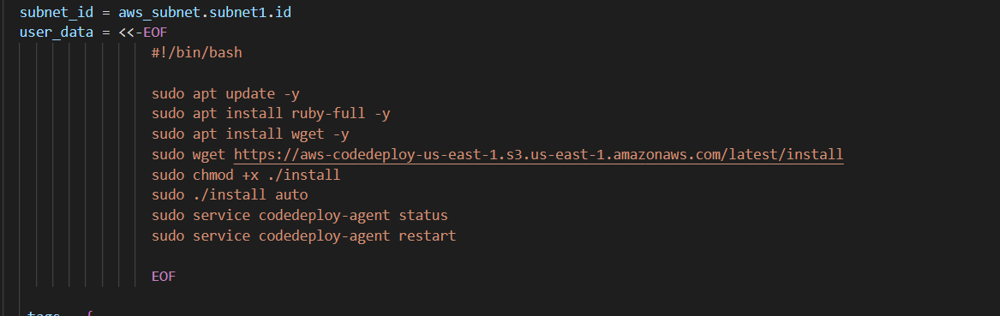 subnet_id = aws_subnet.subnet1.id
user_data = <<-EOF
#!/bin/bash
sudo apt update -y
sudo apt install ruby-full -y
sudo apt install wget -y
sudo wget https://aws-codedeploy-us-east-1.s3.us-east-1.amazonaws.com/latest/install
sudo chmod +x ./install
sudo ./install auto
sudo service codedeploy-agent status
sudo service codedeploy-agent restart
EOF